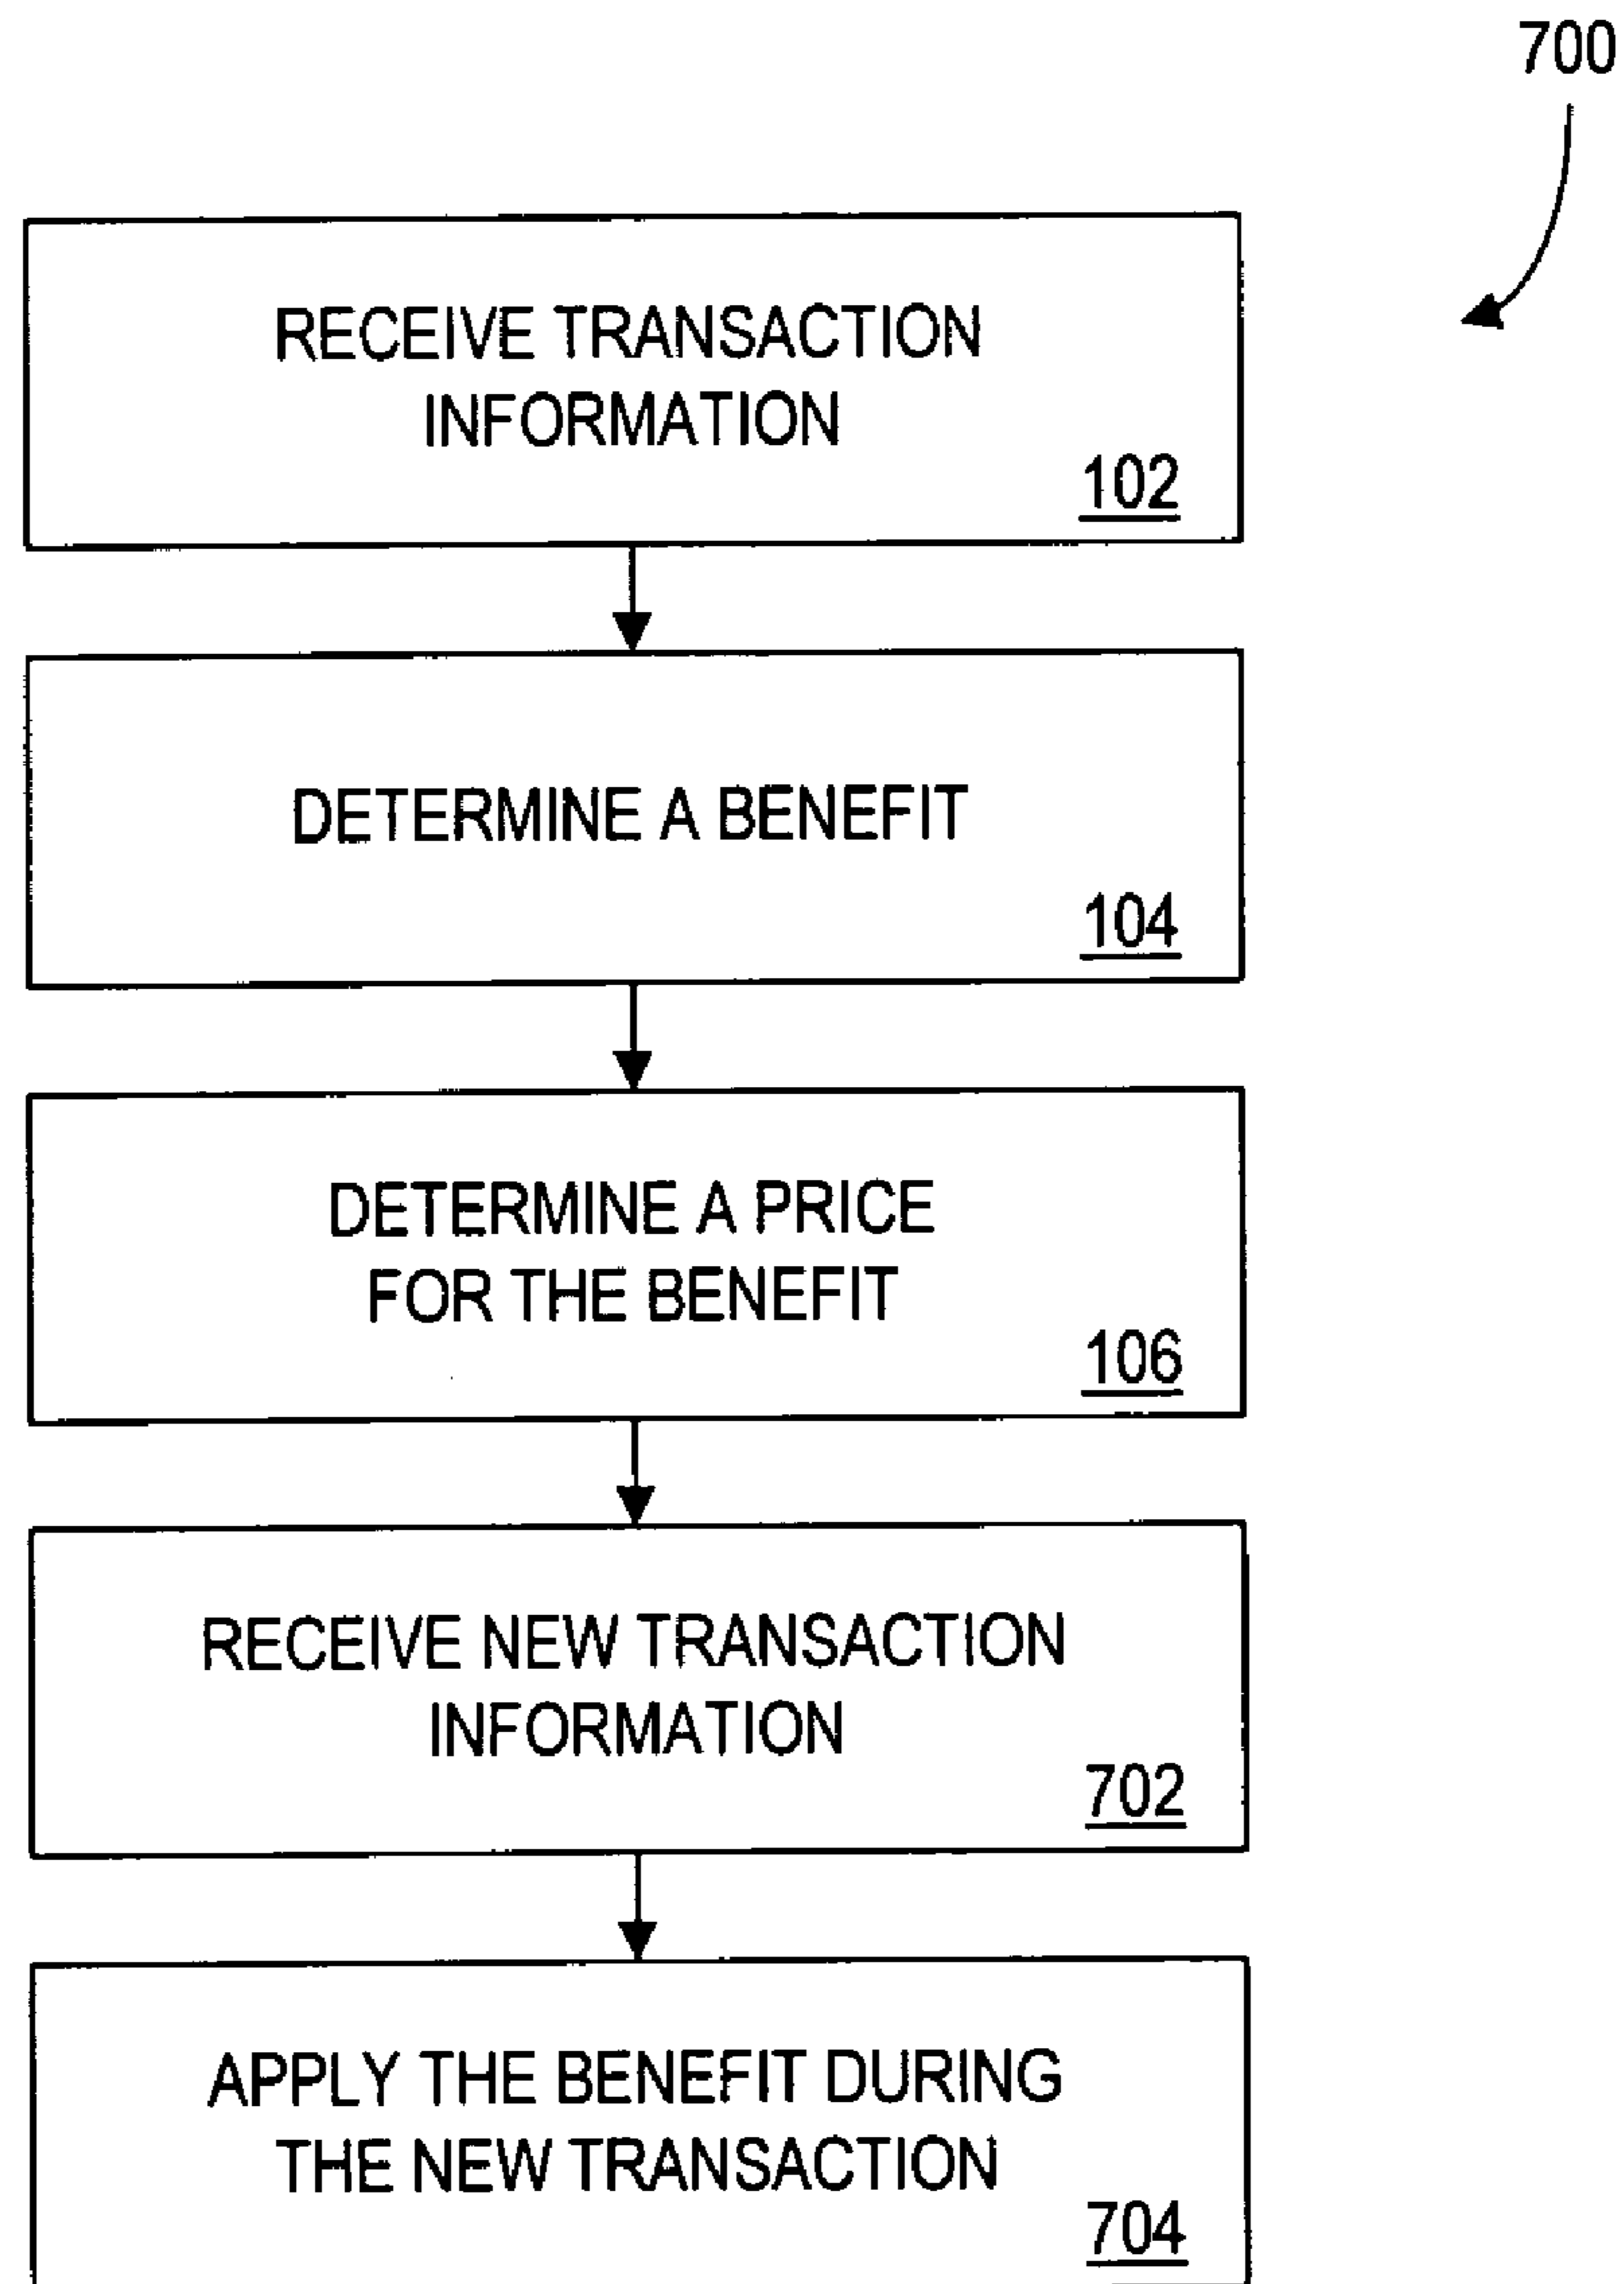 700
RECEIVE TRANSACTION
INFORMATION
102
DETERMINE A BENEFIT
104
DETERMINE A PRICE
FOR THE BENEFIT
106
RECEIVE NEW TRANSACTION
INFORMATION
702
APPLY THE BENEFIT DURING
THE NEW TRANSACTION
704